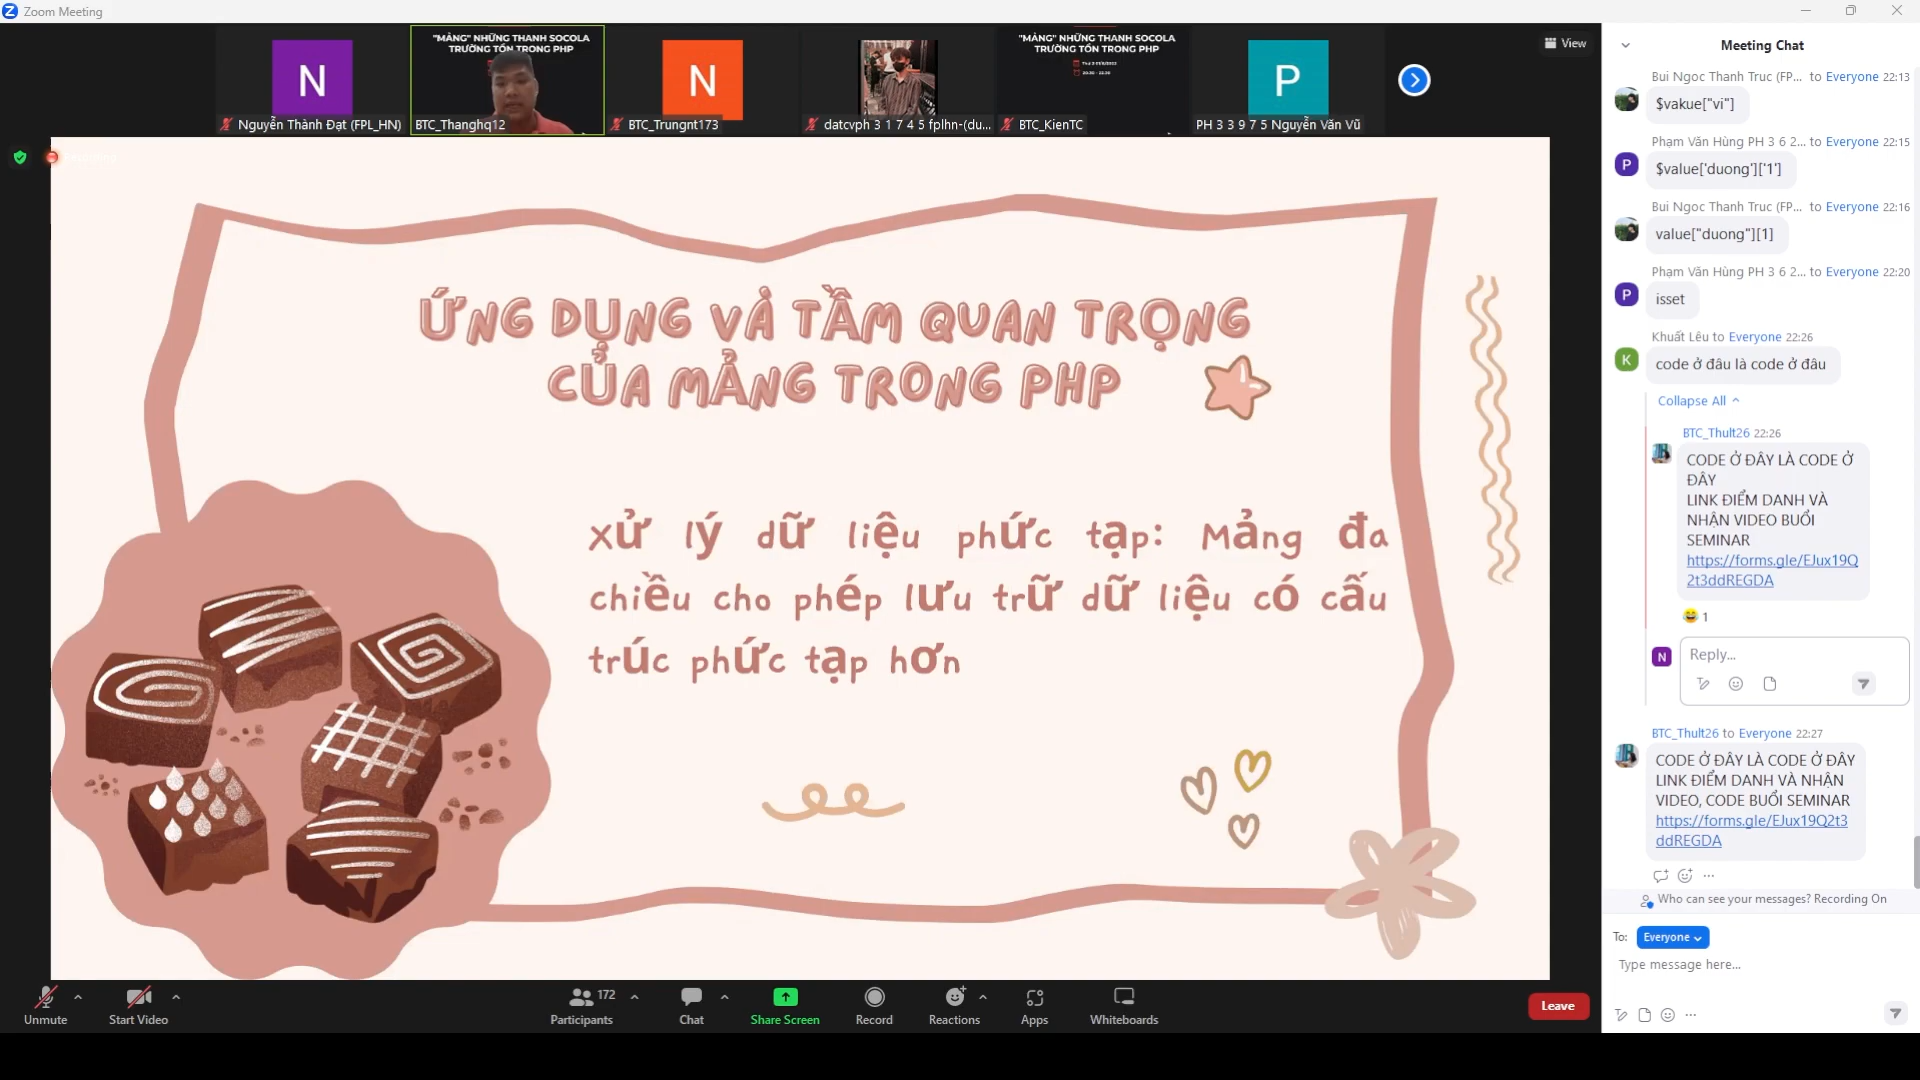 Zoom Meeting
"MẢNG" NHỮNG THANH SOCOLA
TRƯỜNG TỒN TRONG PHP
"MẢNG" NHỮNG THANH SOCOLA
TRƯỜNG TỒN TRONG PHP
N
N
P
Nguyễn Thành Đạt (FPL_HN)
BTC_Thanghq12
BTC_Trungnt173
datcvph 3 1 7 4 5 fplhn-(du...
BTC_KienTC
PH 3 3 9 7 5 Nguyễn Văn Vũ
View
ỨNG DỤNG VÀ TẦM QUAN TRỌNG
CỦA MẢNG TRONG PHP
Xử lý dữ liệu phức tạp: Mảng đa
chiều cho phép lưu trữ dữ liệu có cấu
trúc phức tạp hơn
Meeting Chat
Bui Ngoc Thanh Truc (FP... to Everyone 22:13
$vakue["vi"]
Phạm Văn Hùng PH 3 6 2... to Everyone 22:15
P
$value['duong']['1']
Bui Ngoc Thanh Truc (FP... to Everyone 22:16
value["duong"][1]
Phạm Văn Hùng PH 3 6 2... to Everyone 22:20
P
isset
Khuất Lêu to Everyone 22:26
K
code ở đâu là code ở đâu
Collapse All
BTC_Thult26 22:26
CODE Ở ĐÂY LÀ CODE Ở
ĐÂY
LINK ĐIỂM DANH VÀ
NHẬN VIDEO BUỔI
SEMINAR
https://forms.gle/EJux19Q
2t3ddREGDA
1
N
Reply...
BTC_Thult26 to Everyone 22:27
CODE Ở ĐÂY LÀ CODE Ở ĐÂY
LINK ĐIỂM DANH VÀ NHẬN
VIDEO, CODE BUỔI SEMINAR
https://forms.gle/EJux19Q2t3
ddREGDA
Who can see your messages? Recording On
To: Everyone
Type message here...
Unmute
Start Video
172
Participants
Chat
Share Screen
Record
Reactions
Apps
Whiteboards
Leave